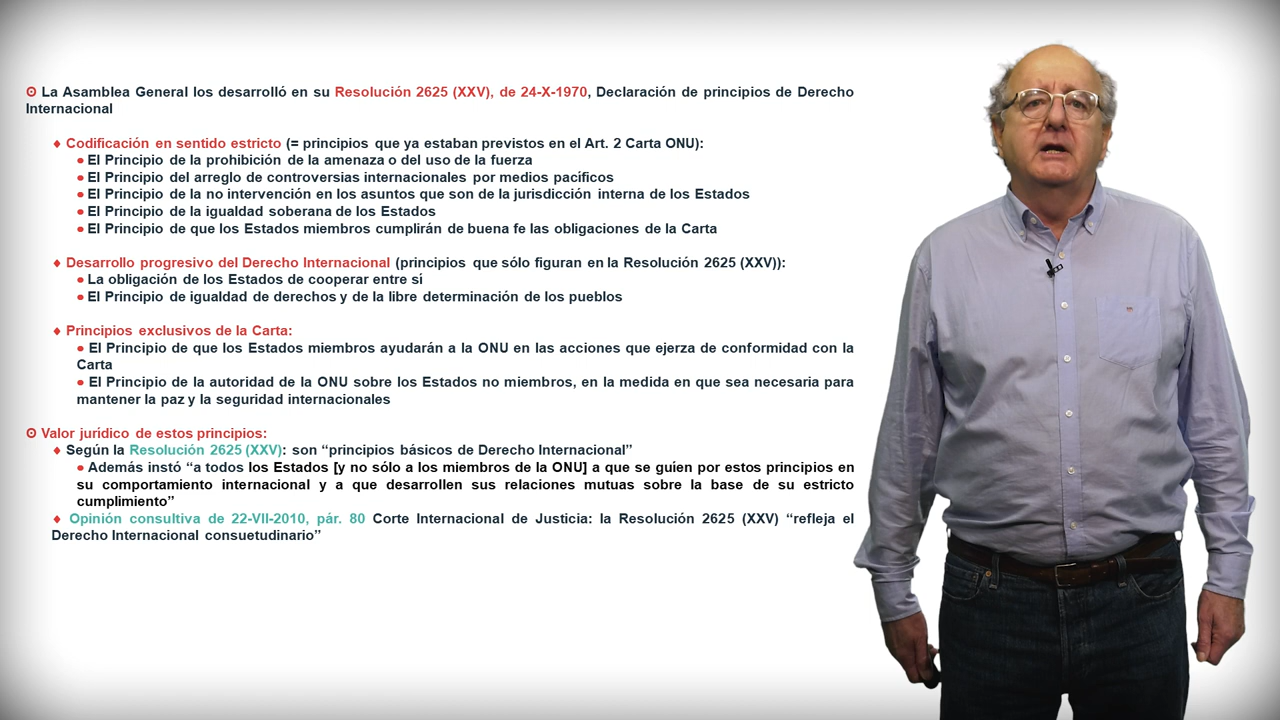 ⊙ La Asamblea General los desarrolló en su Resolución 2625 (XXV), de 24-X-1970, Declaración de principios de Derecho
Internacional
♦ Codificación en sentido estricto (= principios que ya estaban previstos en el Art. 2 Carta ONU):
● El Principio de la prohibición de la amenaza o del uso de la fuerza
● El Principio del arreglo de controversias internacionales por medios pacíficos
● El Principio de la no intervención en los asuntos que son de la jurisdicción interna de los Estados
● El Principio de la igualdad soberana de los Estados
● El Principio de que los Estados miembros cumplirán de buena fe las obligaciones de la Carta
♦ Desarrollo progresivo del Derecho Internacional (principios que sólo figuran en la Resolución 2625 (XXV)):
● La obligación de los Estados de cooperar entre sí
● El Principio de igualdad de derechos y de la libre determinación de los pueblos
♦ Principios exclusivos de la Carta:
● El Principio de que los Estados miembros ayudarán a la ONU en las acciones que ejerza de conformidad con la
Carta
● El Principio de la autoridad de la ONU sobre los Estados no miembros, en la medida en que sea necesaria para
mantener la paz y la seguridad internacionales
⊙ Valor jurídico de estos principios:
♦ Según la Resolución 2625 (XXV): son “principios básicos de Derecho Internacional”
● Además instó “a todos los Estados [y no sólo a los miembros de la ONU] a que se guíen por estos principios en
su comportamiento internacional y a que desarrollen sus relaciones mutuas sobre la base de su estricto
cumplimiento”
♦ Opinión consultiva de 22-VII-2010, pár. 80 Corte Internacional de Justicia: la Resolución 2625 (XXV) “refleja el
Derecho Internacional consuetudinario”